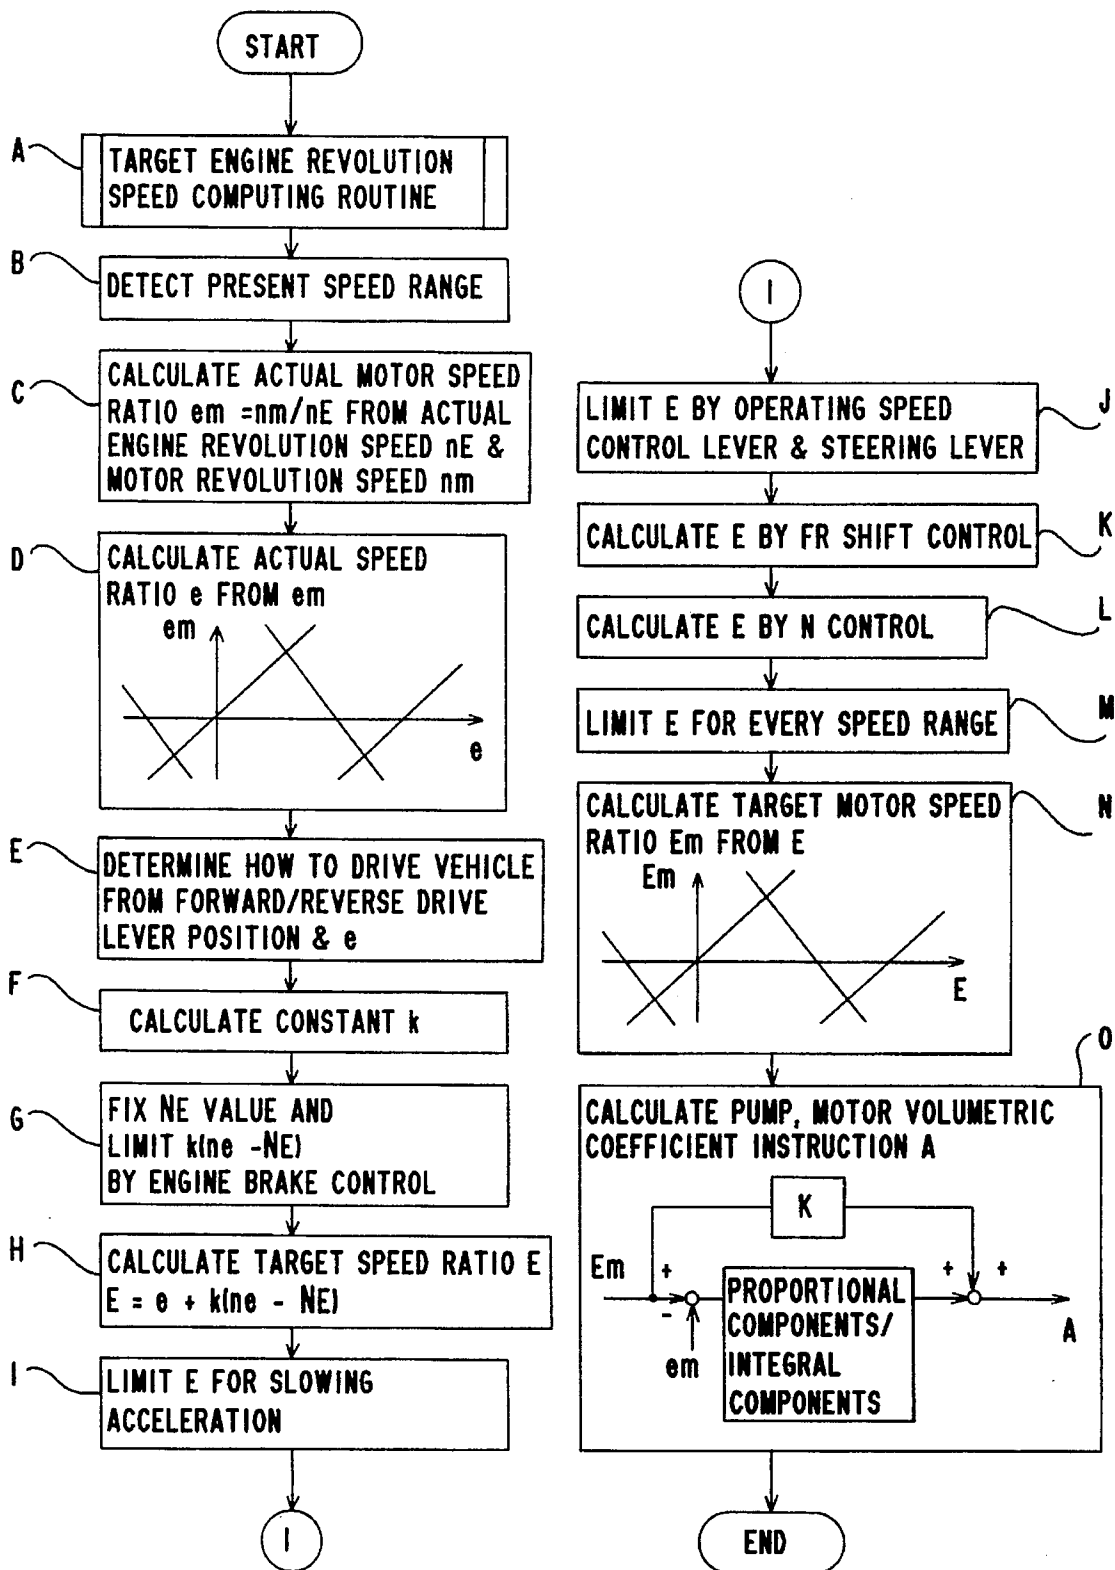 START
A
TARGET ENGINE REVOLUTION
SPEED COMPUTING ROUTINE
B
DETECT PRESENT SPEED RANGE
C
CALCULATE ACTUAL MOTOR SPEED
RATIO em =nm/nE FROM ACTUAL
ENGINE REVOLUTION SPEED nE &
MOTOR REVOLUTION SPEED nm
D
CALCULATE ACTUAL SPEED
RATIO e FROM em
em
e
E
DETERMINE HOW TO DRIVE VEHICLE
FROM FORWARD/REVERSE DRIVE
LEVER POSITION & e
F
CALCULATE CONSTANT k
G
FIX NE VALUE AND
LIMIT k(ne -NE)
BY ENGINE BRAKE CONTROL
H
CALCULATE TARGET SPEED RATIO E
E = e + k(ne - NE)
I
LIMIT E FOR SLOWING
ACCELERATION
I
I
J
LIMIT E BY OPERATING SPEED
CONTROL LEVER & STEERING LEVER
K
CALCULATE E BY FR SHIFT CONTROL
L
CALCULATE E BY N CONTROL
M
LIMIT E FOR EVERY SPEED RANGE
N
CALCULATE TARGET MOTOR SPEED
RATIO Em FROM E
Em
E
O
CALCULATE PUMP, MOTOR VOLUMETRIC
COEFFICIENT INSTRUCTION A
K
Em
+
-
em
PROPORTIONAL
COMPONENTS/
INTEGRAL
COMPONENTS
+
+
A
END